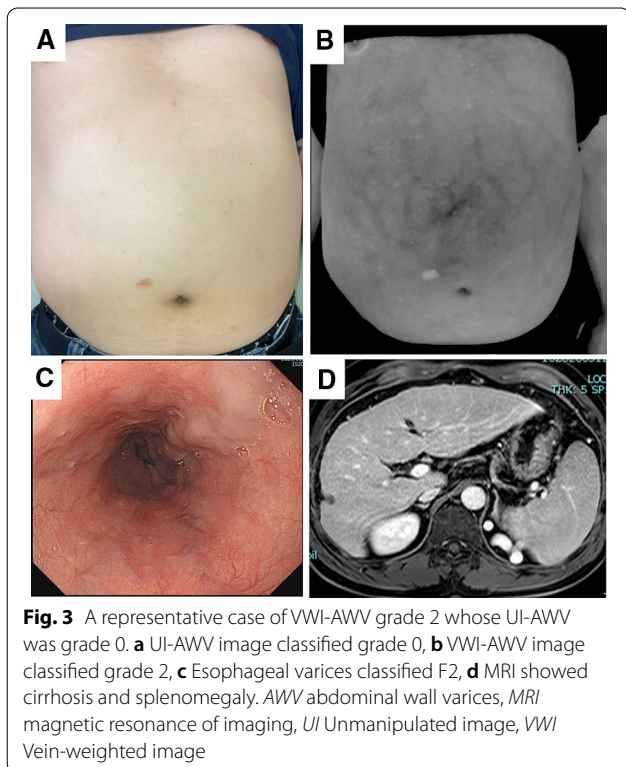 A
B
C
D
LOC
THK: 5 SP:
Fig. 3 A representative case of VWI-AWV grade 2 whose UI-AWV
was grade 0. a UI-AWV image classified grade 0, b VWI-AWV image
classified grade 2, c Esophageal varices classified F2, d MRI showed
cirrhosis and splenomegaly. AWV abdominal wall varices, MRI
magnetic resonance of imaging, UI Unmanipulated image, VWI
Vein-weighted image